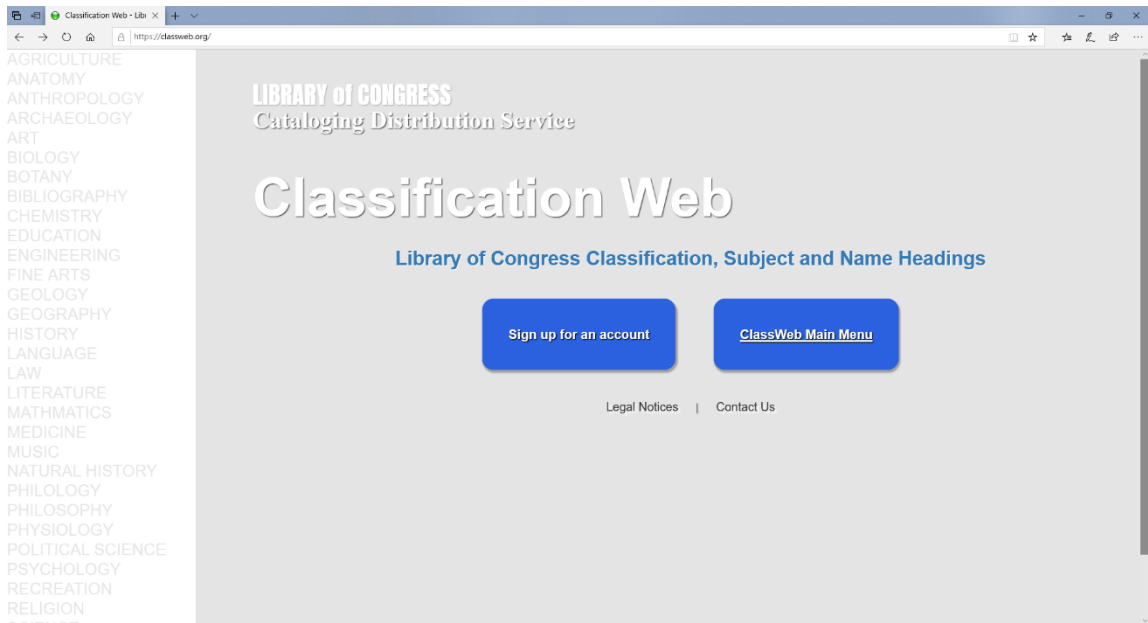 Classification Web - Lib
https://classweb.org/
AGRICULTURE
ANATOMY
ANTHROPOLOGY
ARCHAEOLOGY
ART
BIOLOGY
BOTANY
BIBLIOGRAPHY
CHEMISTRY
EDUCATION
ENGINEERING
FINE ARTS
GEOLOGY
GEOGRAPHY
HISTORY
LANGUAGE
LAW
LITERATURE
MATHMATICS
MEDICINE
MUSIC
NATURAL HISTORY
PHILOLOGY
PHILOSOPHY
PHYSIOLOGY
POLITICAL SCIENCE
PSYCHOLOGY
RECREATION
RELIGION
LIBRARY of CONGRESS
Cataloging Distribution Service
Classification Web
Library of Congress Classification, Subject and Name Headings
Sign up for an account
ClassWeb Main Menu
Legal Notices | Contact Us